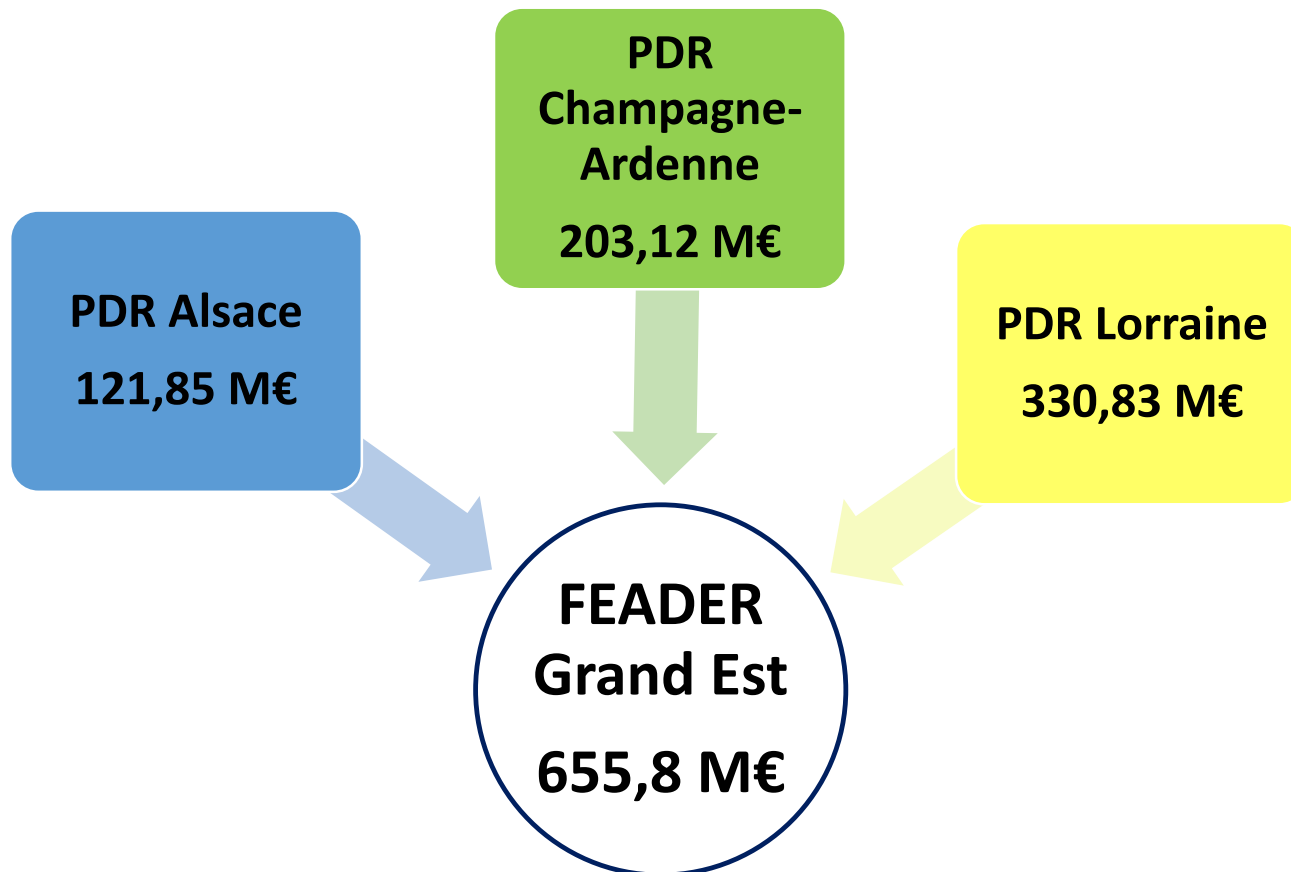 PDR
Champagne-
Ardenne
203,12 M€
PDR Alsace
121,85 M€
PDR Lorraine
330,83 M€
FEADER
Grand Est
655,8 M€